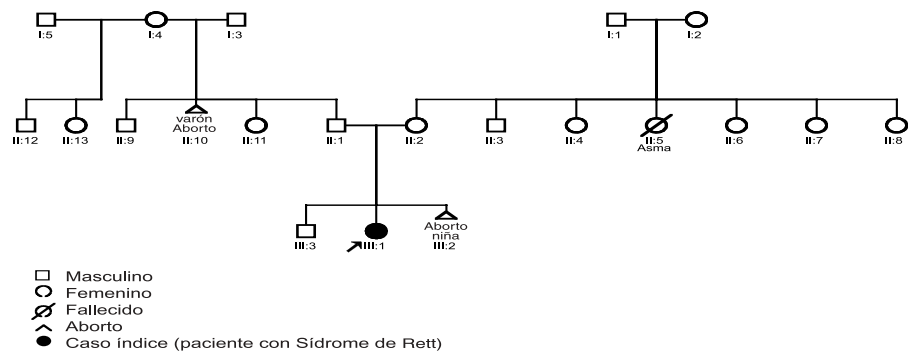 I:5 I:4 I:3 I:1 I:2
varón
Aborto
II:12 II:13 II:9 II:10 II:11 II:1 II:2 II:3 II:4 II:5 II:6 II:7 II:8
Asma
Aborto
niña
III:3 III:1 III:2
Masculino
Femenino
Fallecido
Aborto
Caso índice (paciente con Sídrome de Rett)